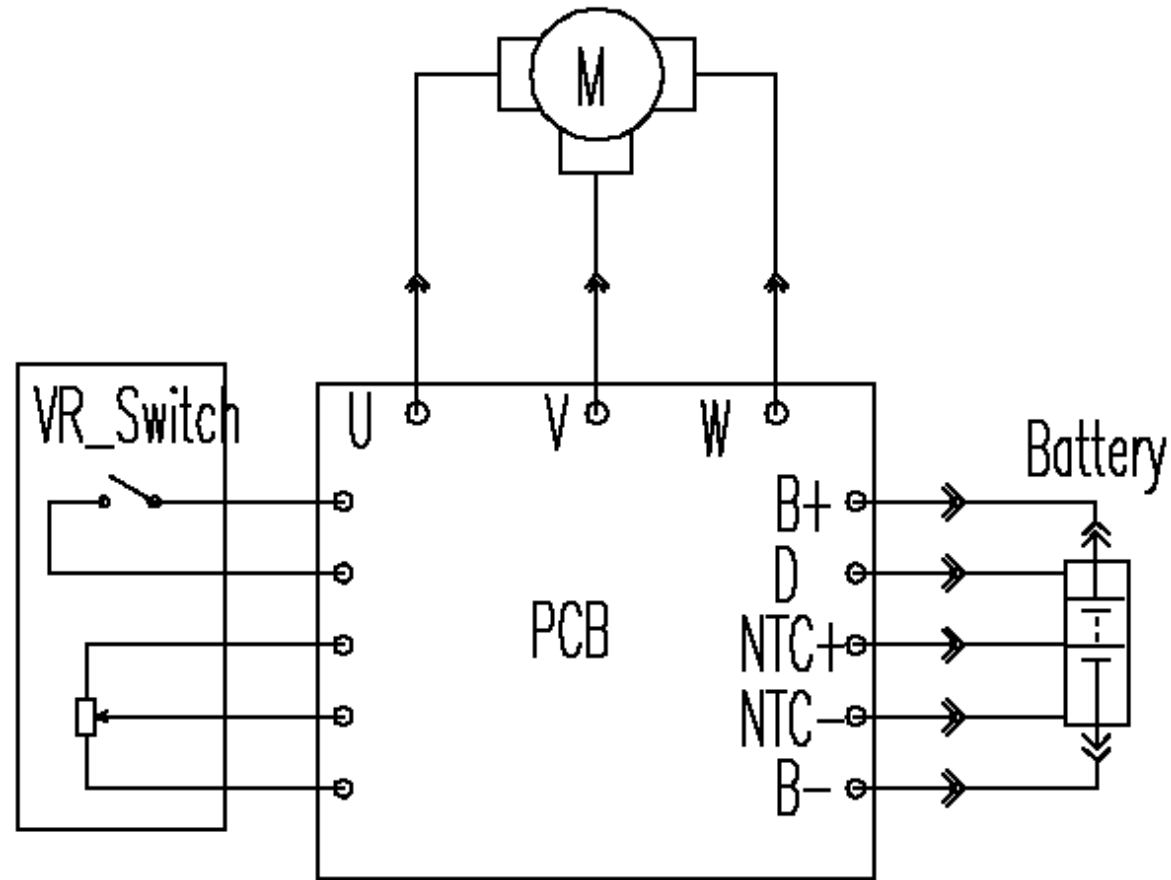 M
VR_Switch
U
V
W
Battery
B+
D
PCB
NTC+
NTC-
B-